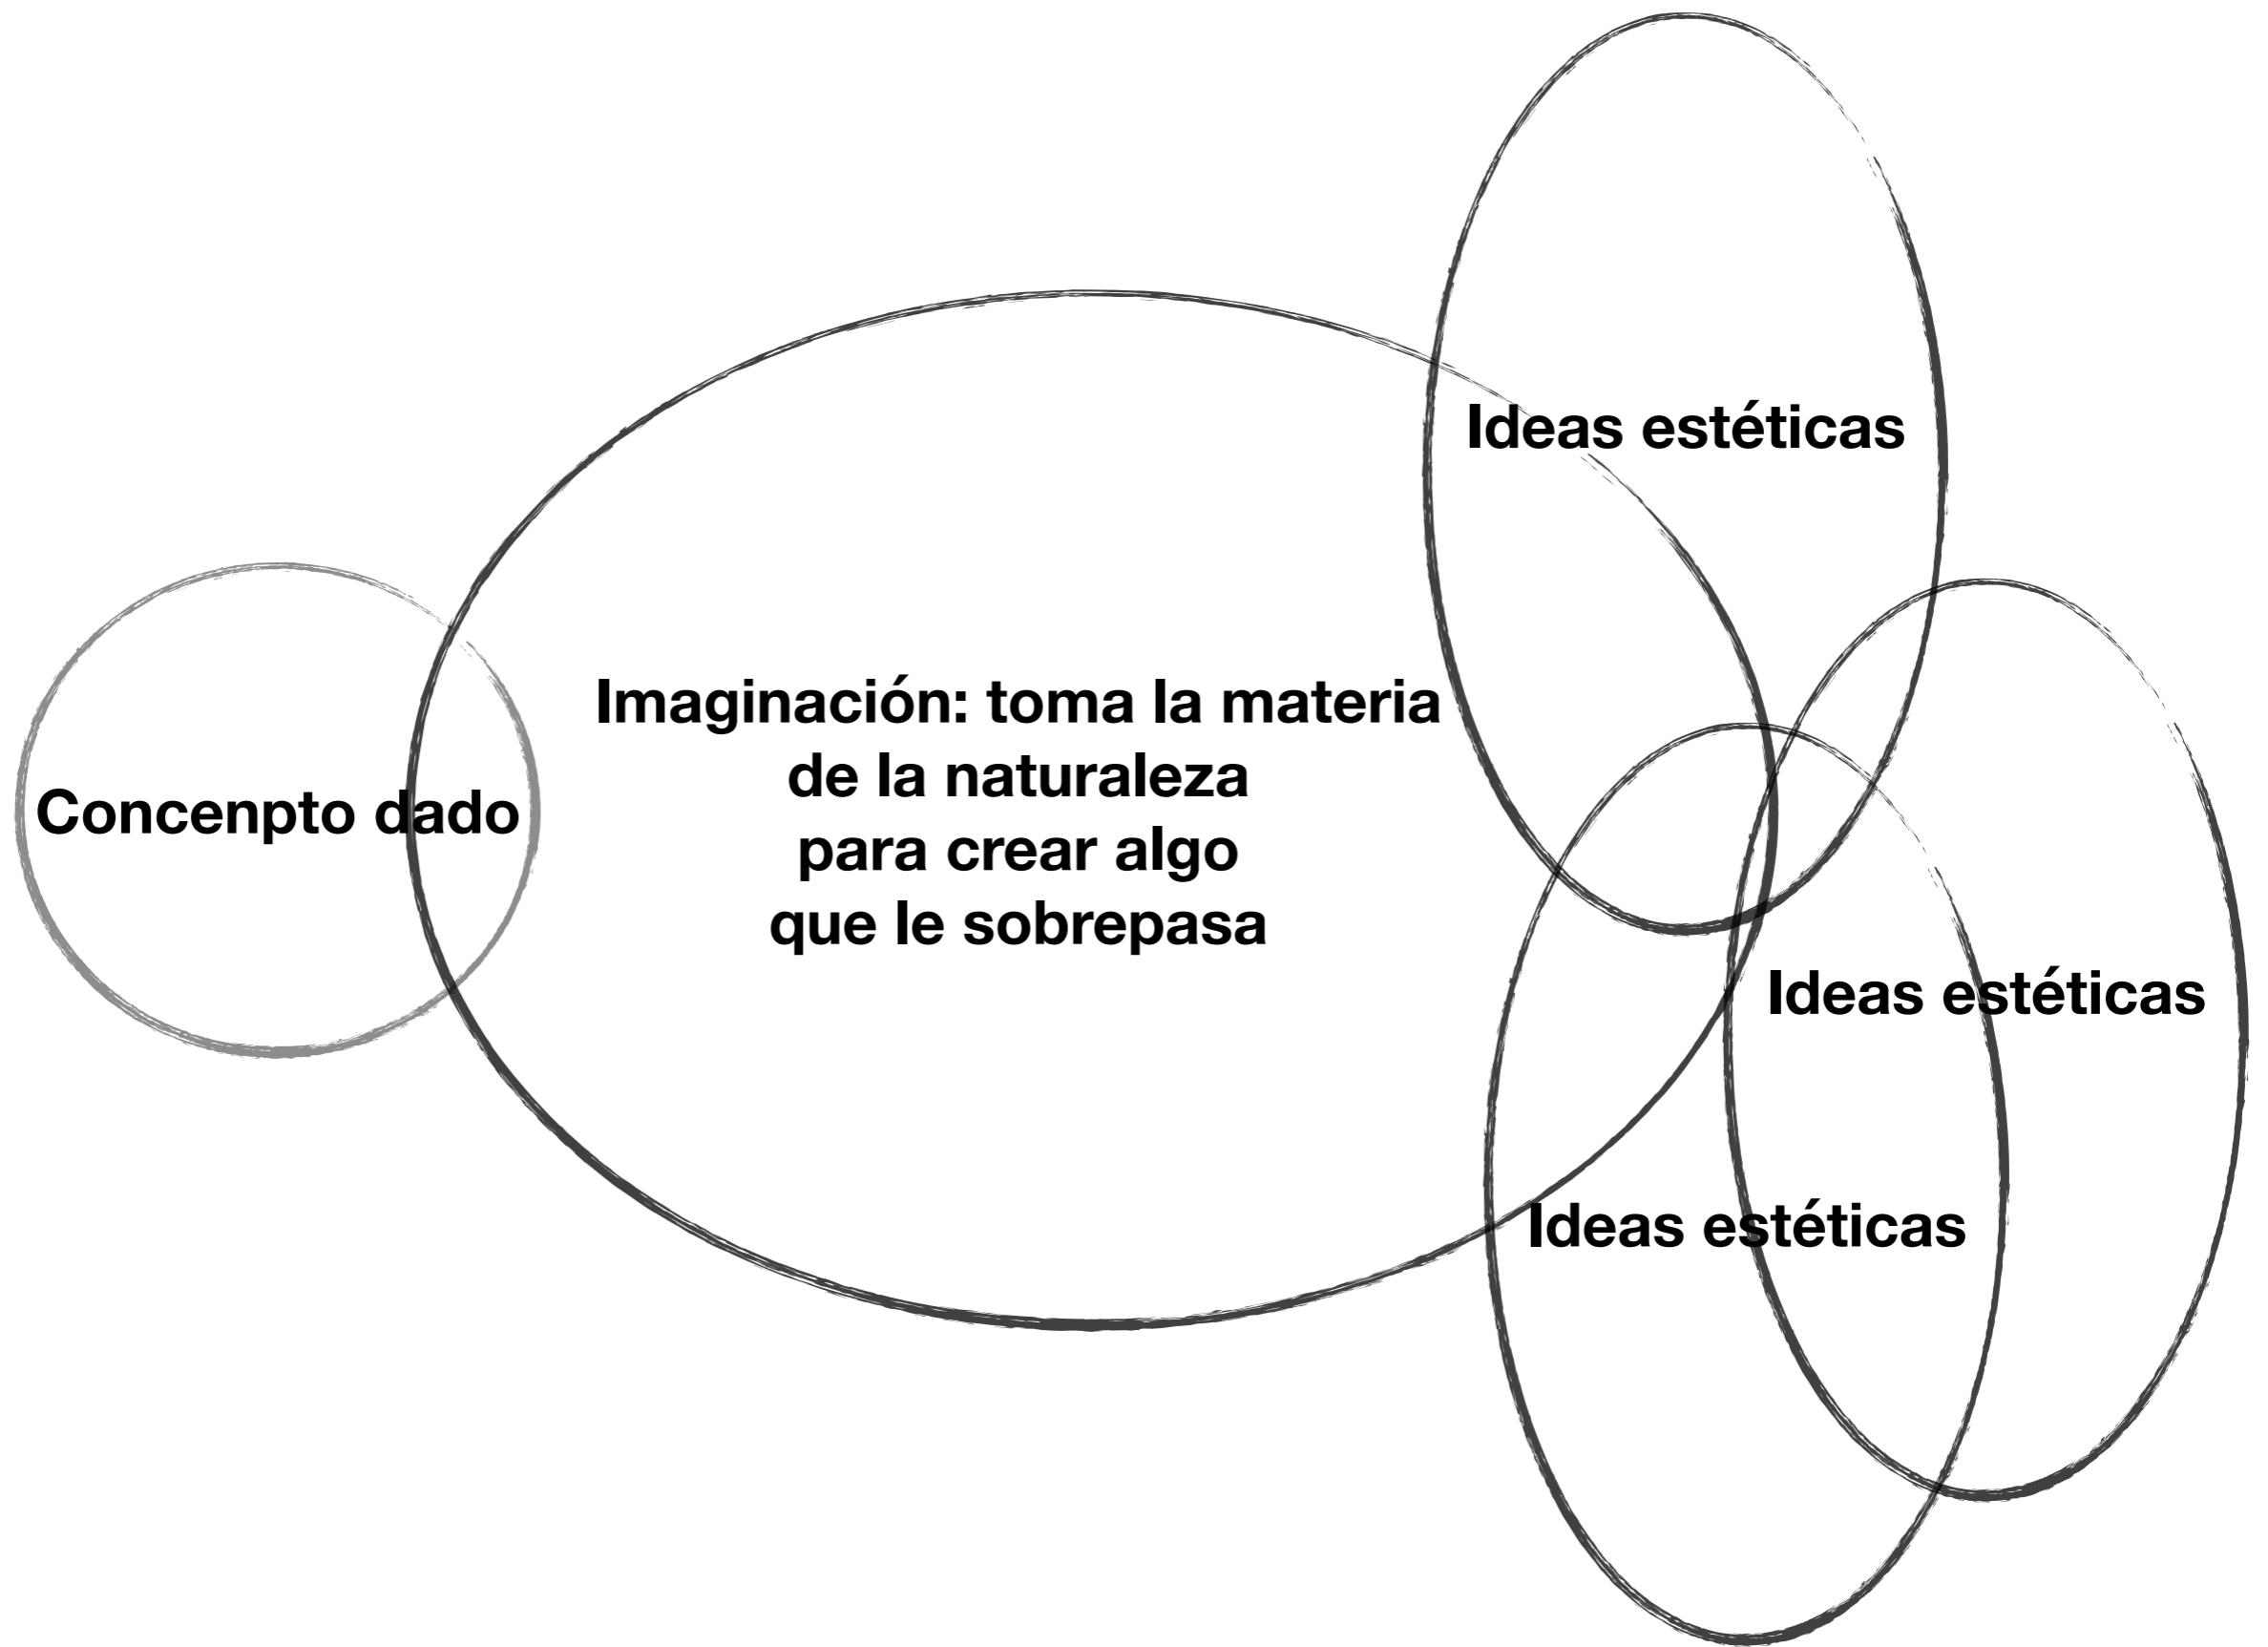 Concenpto dado
Imaginación: toma la materia
de la naturaleza
para crear algo
que le sobrepasa
Ideas estéticas
Ideas estéticas
Ideas estéticas